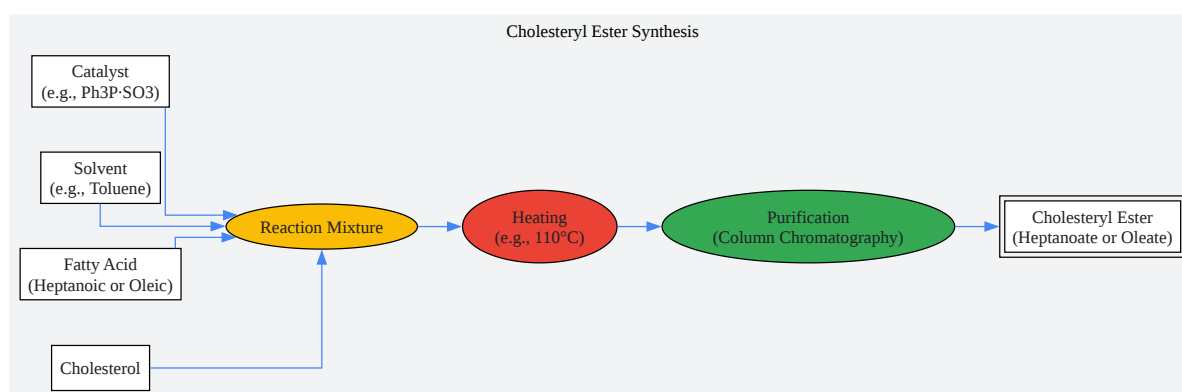 Cholesteryl Ester Synthesis
Catalyst
(e.g., Ph3P·SO3)
Solvent
(e.g., Toluene)
Fatty Acid
(Heptanoic or Oleic)
Cholesterol
Reaction Mixture
Heating
(e.g., 110°C)
Purification
(Column Chromatography)
Cholesteryl Ester
(Heptanoate or Oleate)